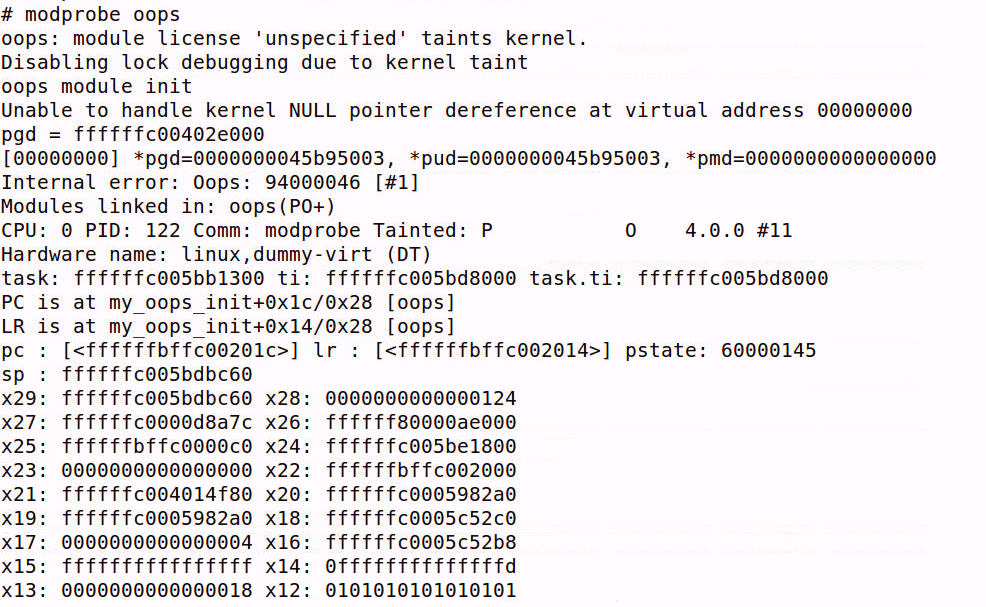 # modprobe oops
oops: module license 'unspecified' taints kernel.
Disabling lock debugging due to kernel taint
oops module init
Unable to handle kernel NULL pointer dereference at virtual address 00000000
pgd = ffffffc00402e000
[00000000] *pgd=0000000045b95003, *pud=0000000045b95003, *pmd=0000000000000000
Internal error: Oops: 94000046 [#1]
Modules linked in: oops(PO+)
CPU: 0 PID: 122 Comm: modprobe Tainted: P           O    4.0.0 #11
Hardware name: linux,dummy-virt (DT)
task: ffffffc005bb1300 ti: ffffffc005bd8000 task.ti: ffffffc005bd8000
PC is at my_oops_init+0x1c/0x28 [oops]
LR is at my_oops_init+0x14/0x28 [oops]
pc : [<ffffffbffc00201c>] lr : [<ffffffbffc002014>] pstate: 60000145
sp : ffffffc005bdbc60
x29: ffffffc005bdbc60 x28: 0000000000000124
x27: ffffffc0000d8a7c x26: ffffff80000ae000
x25: ffffffbffc0000c0 x24: ffffffc005be1800
x23: 0000000000000000 x22: ffffffbffc002000
x21: ffffffc004014f80 x20: ffffffc0005982a0
x19: ffffffc0005982a0 x18: ffffffc0005c52c0
x17: 0000000000000004 x16: ffffffc0005c52b8
x15: ffffffffffffffff x14: 0ffffffffffffffd
x13: 0000000000000018 x12: 0101010101010101